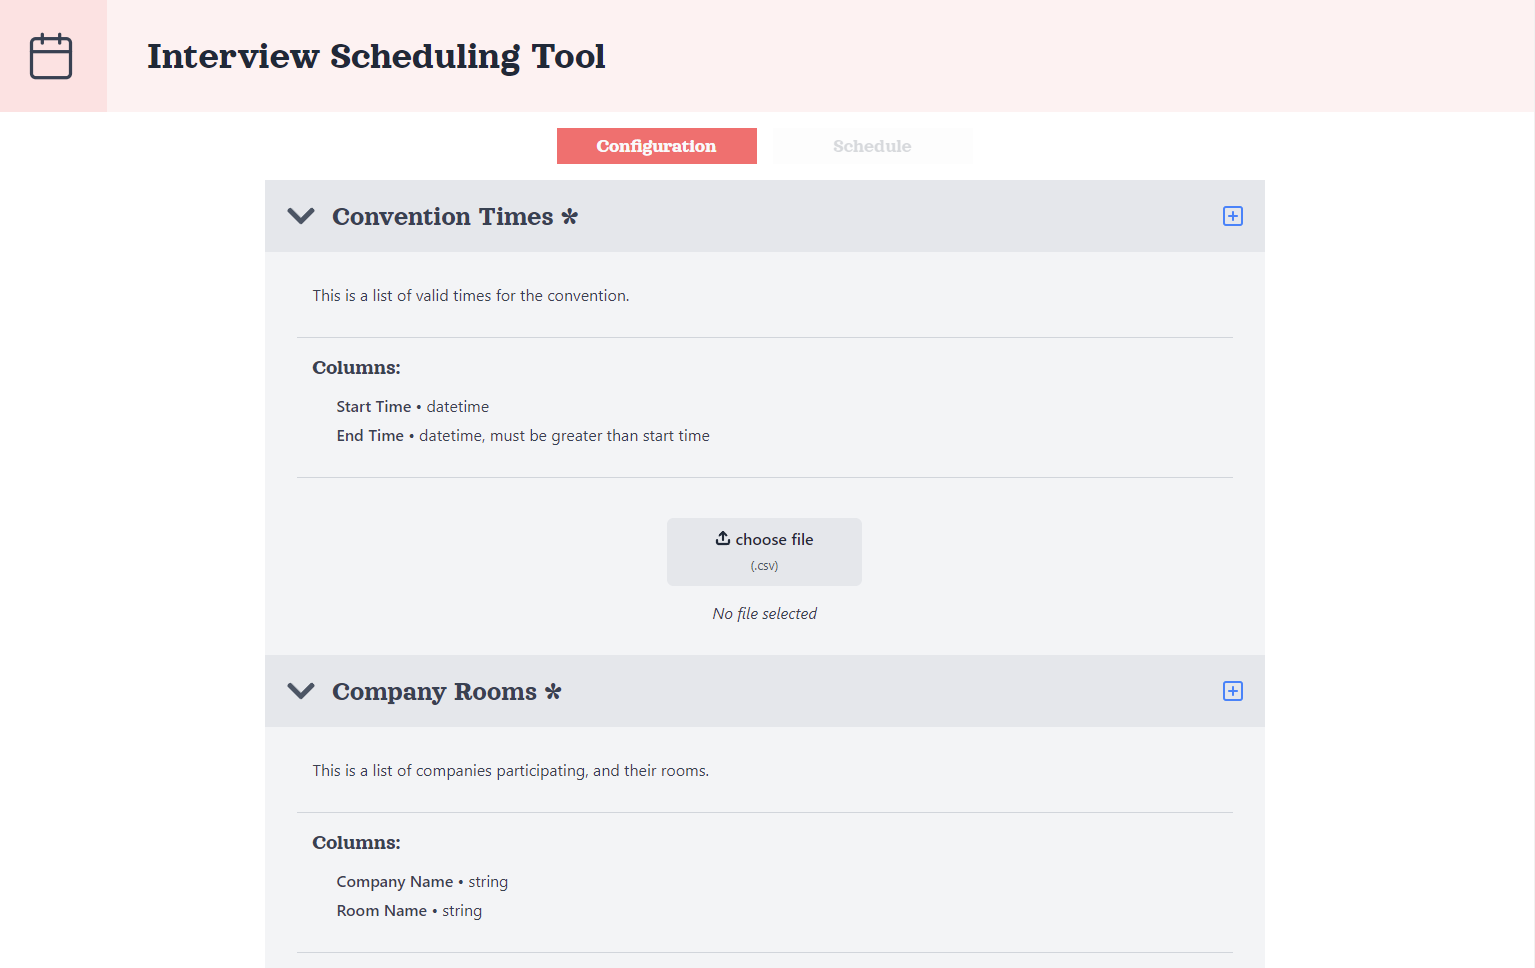 Interview Scheduling Tool
Configuration
Schedule
Convention Times *
This is a list of valid times for the convention.
Columns:
Start Time • datetime
End Time • datetime, must be greater than start time
choose file
(.csv)
No file selected
Company Rooms *
This is a list of companies participating, and their rooms.
Columns:
Company Name • string
Room Name • string